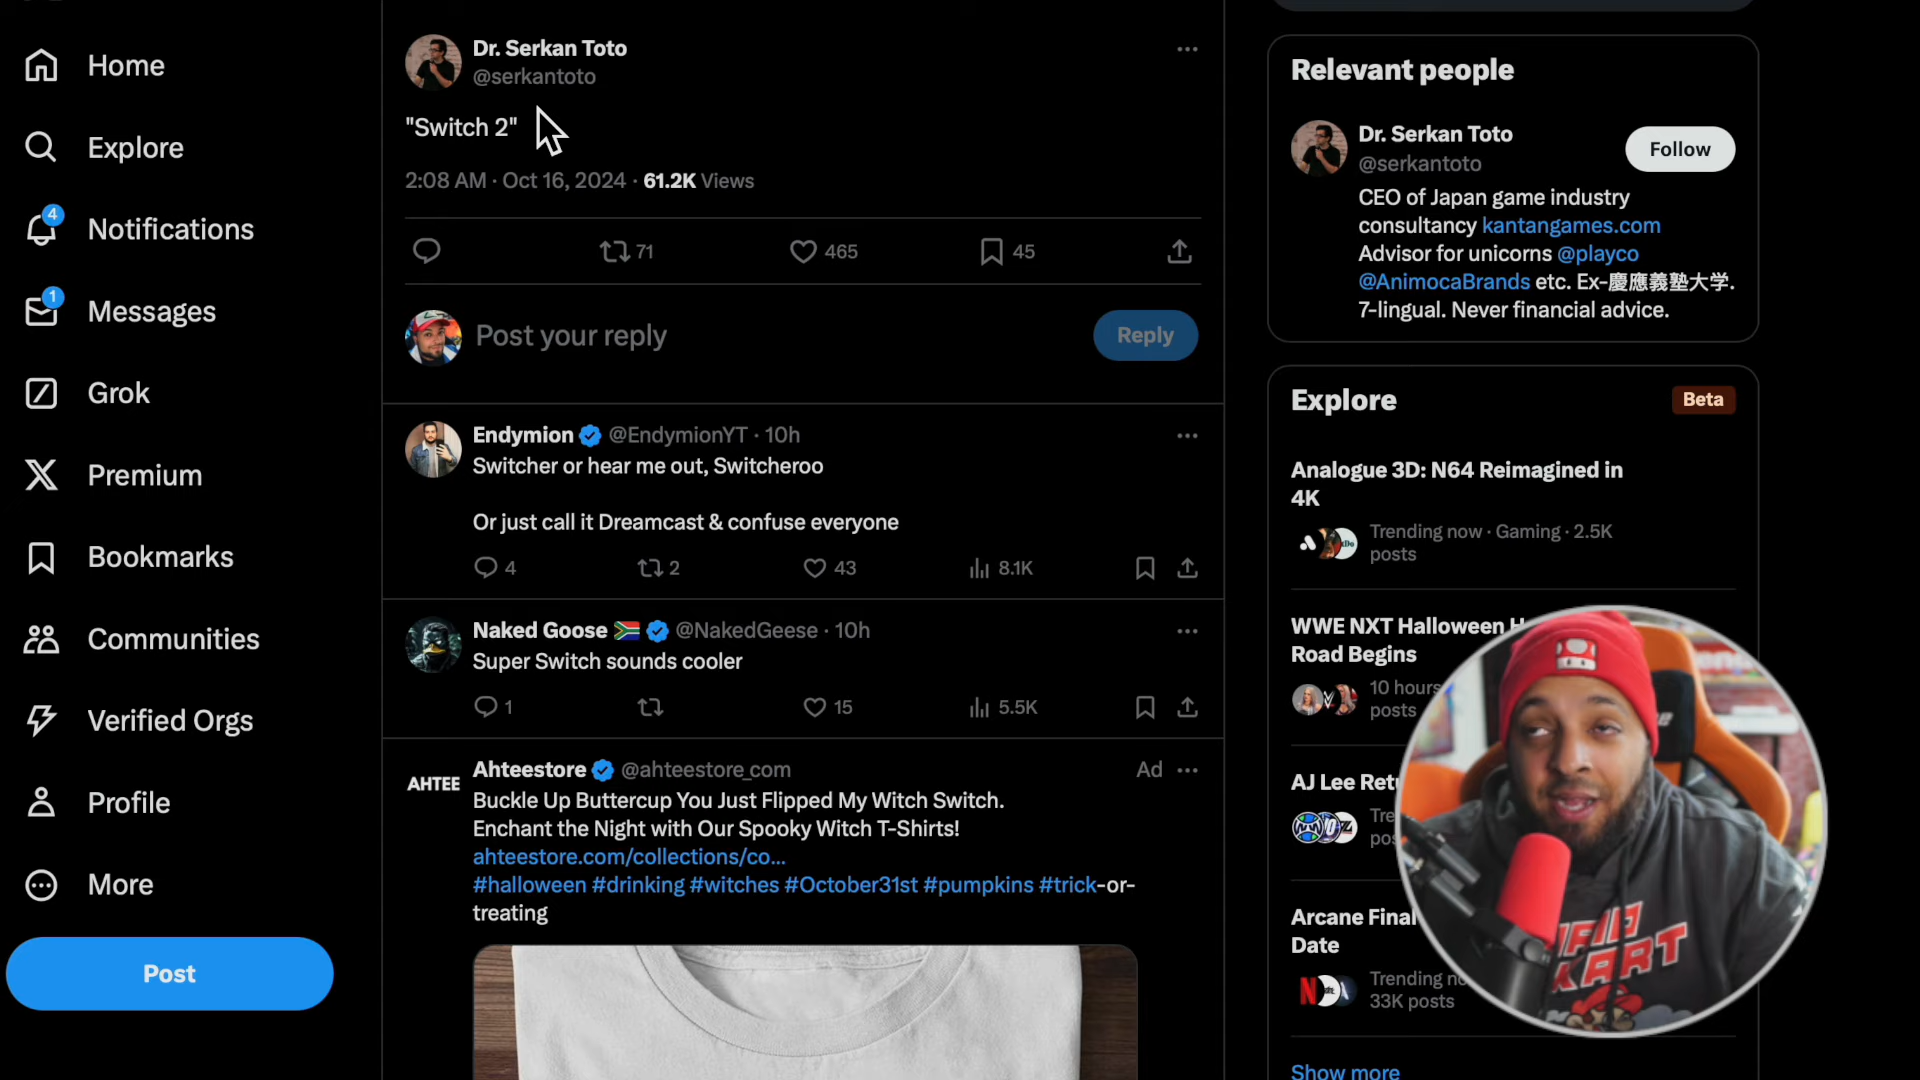 Home
Explore
4
Notifications
1
Messages
Grok
Premium
Bookmarks
Communities
Verified Orgs
Profile
More
Post
Dr. Serkan Toto
@serkantoto
"Switch 2"
2:08 AM · Oct 16, 2024 · 61.2K Views
71
465
45
Post your reply
Reply
Endymion @EndymionYT · 10h
Switcher or hear me out, Switcheroo
Or just call it Dreamcast & confuse everyone
4
2
43
8.1K
Naked Goose @NakedGeese · 10h
Super Switch sounds cooler
1
15
5.5K
AHTEE
Ahteestore @ahteestore_com
Ad
Buckle Up Buttercup You Just Flipped My Witch Switch.
Enchant the Night with Our Spooky Witch T-Shirts!
ahteestore.com/collections/co...
#halloween #drinking #witches #October31st #pumpkins #trick-or-
treating
Relevant people
Dr. Serkan Toto
@serkantoto
Follow
CEO of Japan game industry
consultancy kantangames.com
Advisor for unicorns @playco
@AnimocaBrands etc. Ex-慶應義塾大学.
7-lingual. Never financial advice.
Explore
Beta
Analogue 3D: N64 Reimagined in
4K
Trending now · Gaming · 2.5K
posts
WWE NXT Halloween H
Road Begins
10 hours
posts
AJ Lee Ret
Tre
pos
Arcane Final
Date
Trending no
33K posts
Show more
KART